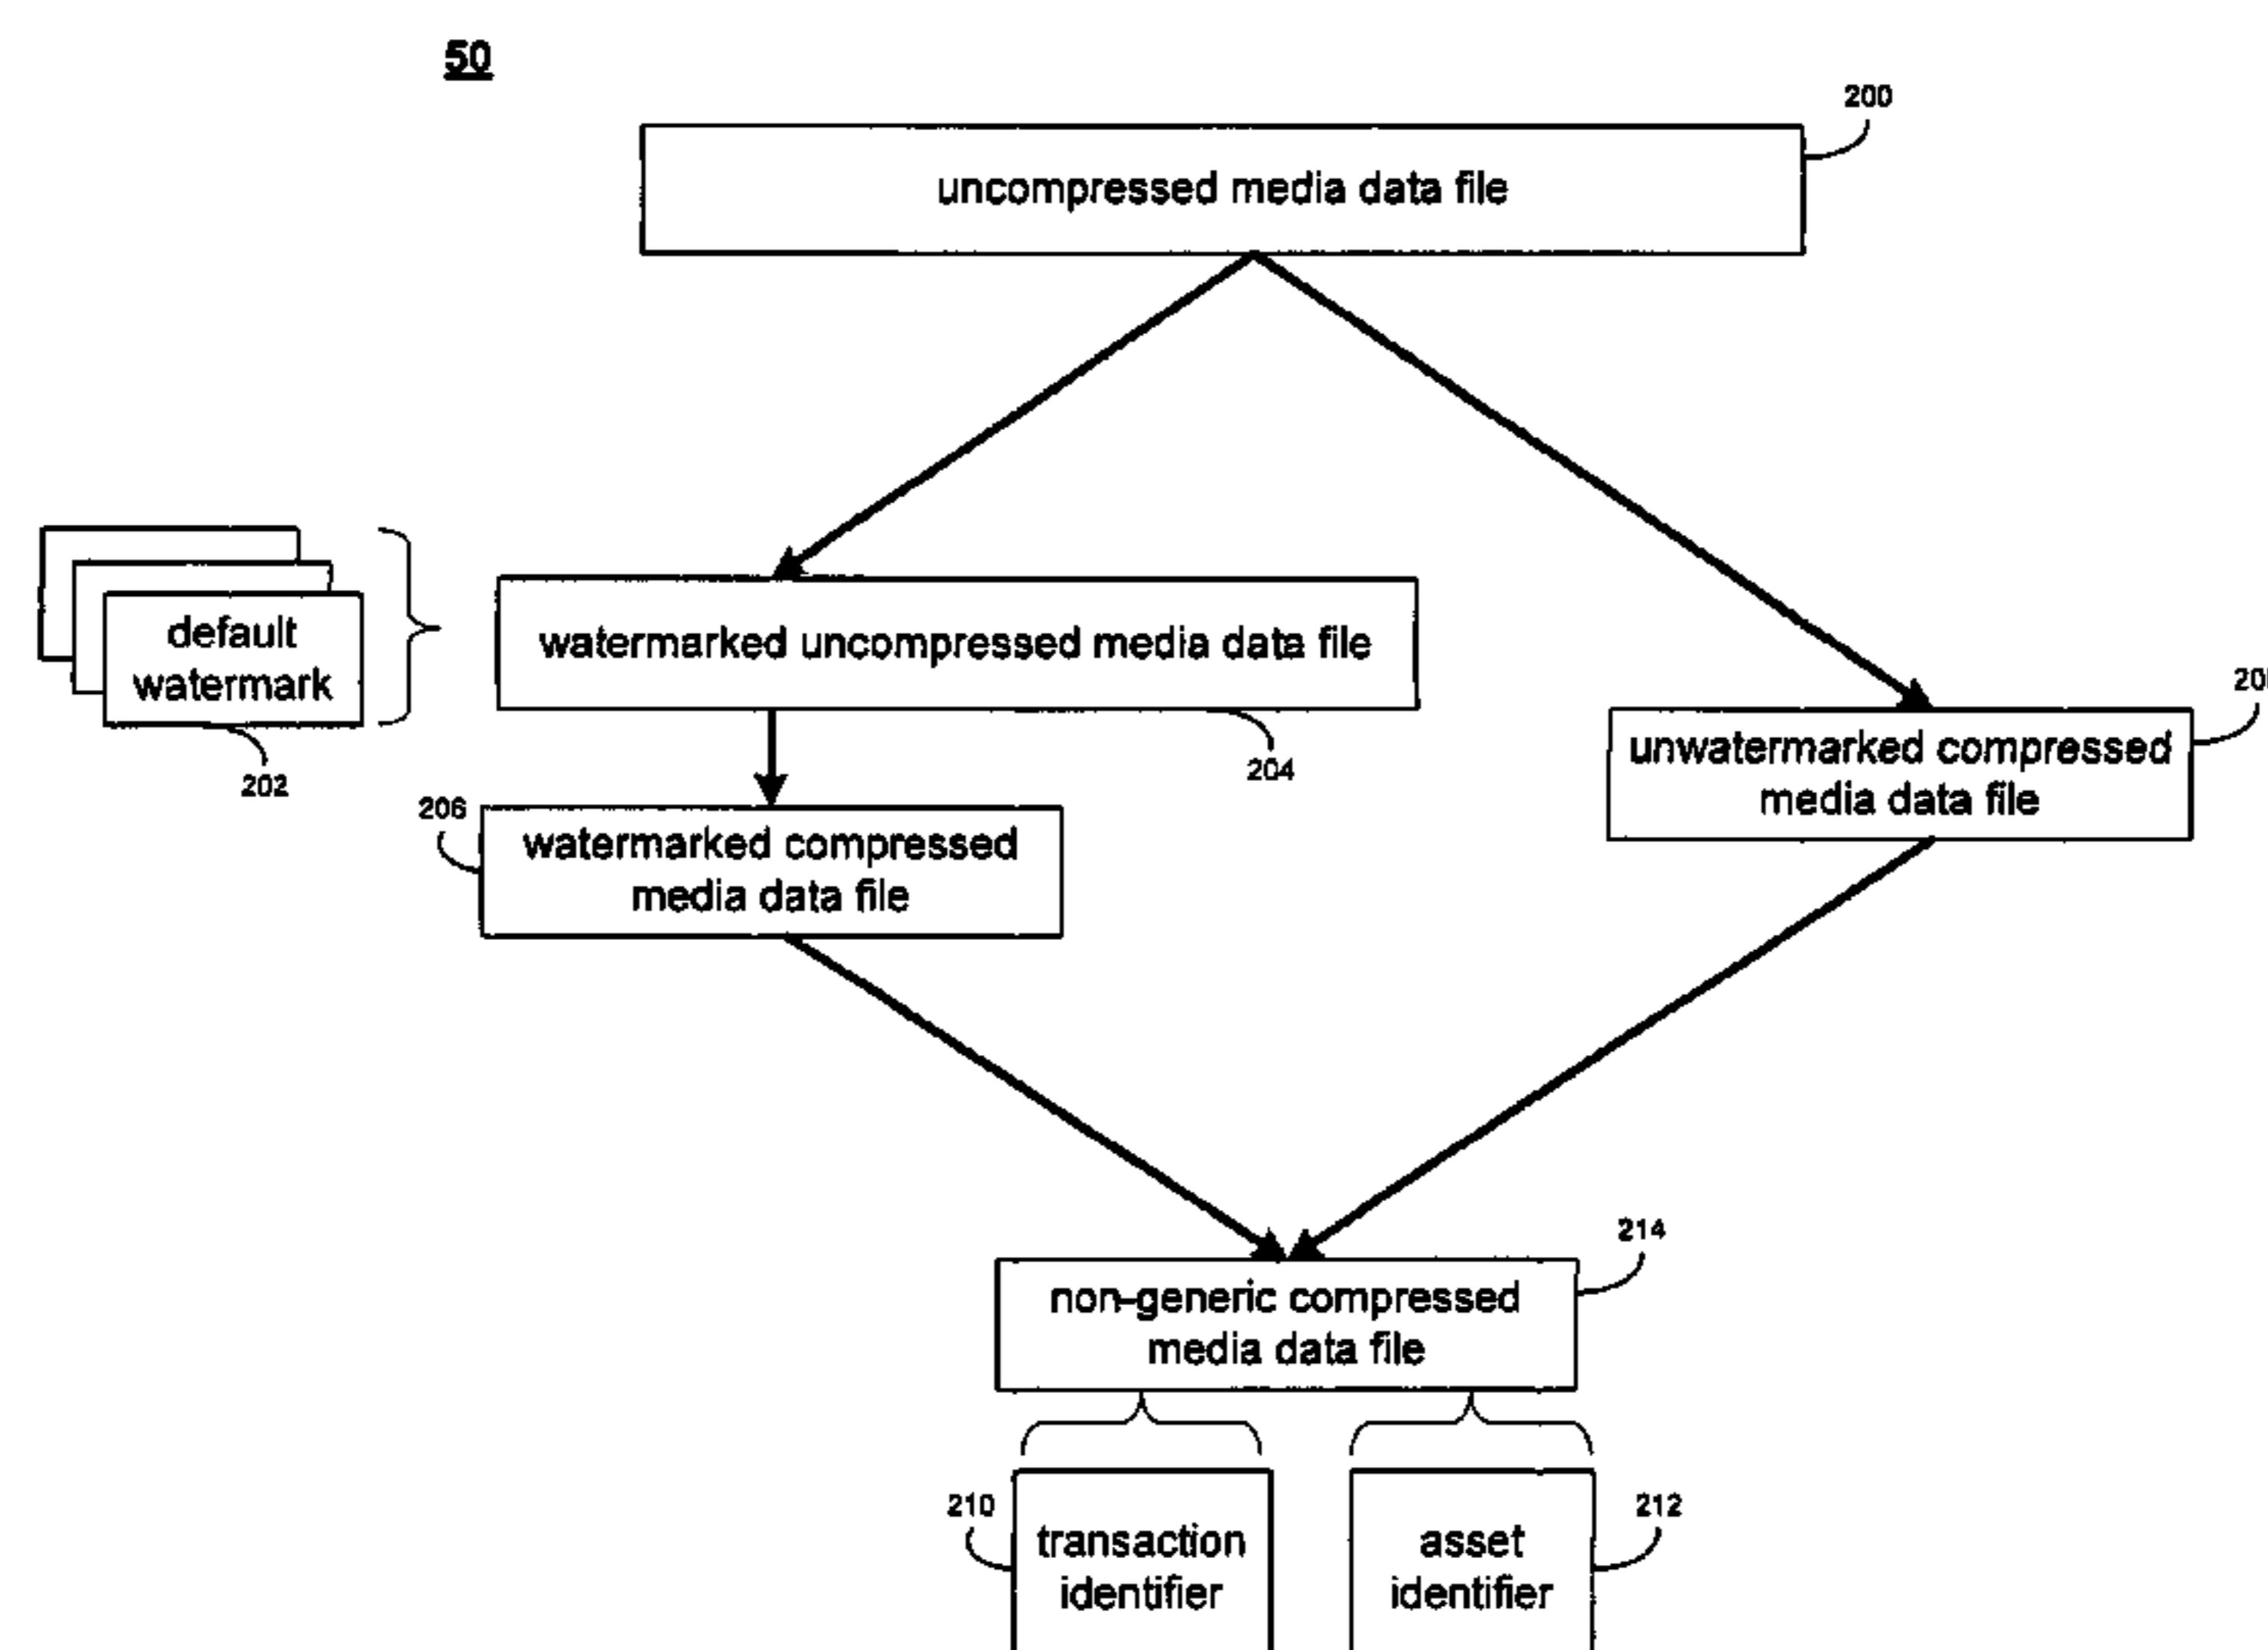 50
200
uncompressed media data file
default
watermark
202
watermarked uncompressed media data file
204
unwatermarked compressed
media data file
206
watermarked compressed
media data file
214
non-generic compressed
media data file
210
transaction
identifier
asset
identifier
212